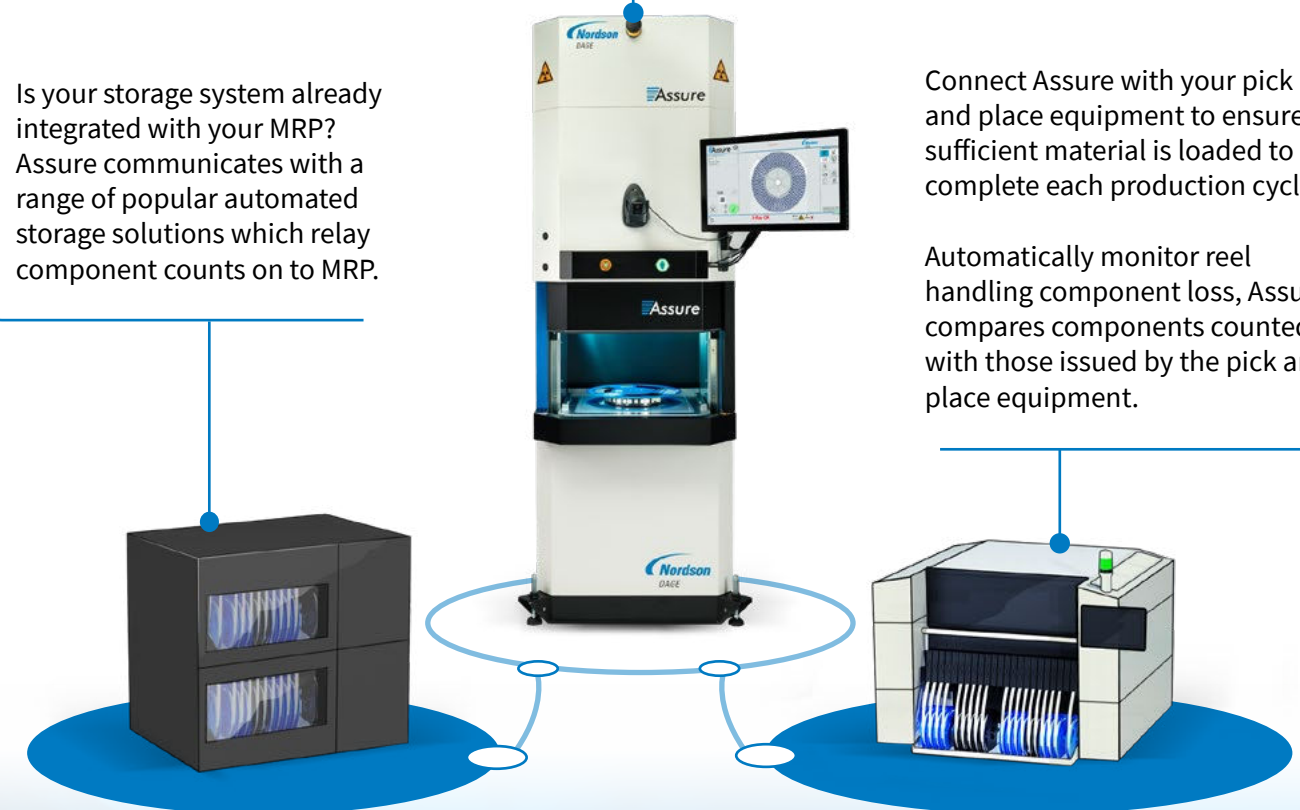 Nordson
DAGE
Assure
Is your storage system already
integrated with your MRP?
Assure communicates with a
range of popular automated
storage solutions which relay
component counts on to MRP.
Connect Assure with your pick
and place equipment to ensure
sufficient material is loaded to
complete each production cycl
Automatically monitor reel
handling component loss, Assu
compares components counted
with those issued by the pick a
place equipment.
Assure
Assure
Nordson
DAGE